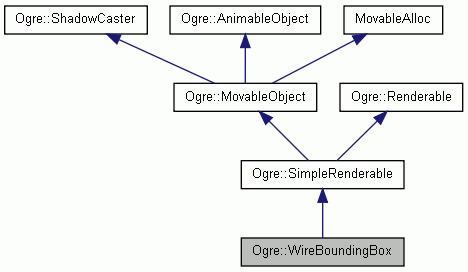 Ogre::ShadowCaster
Ogre::AnimableObject
MovableAlloc
Ogre::MovableObject
Ogre::Renderable
Ogre::SimpleRenderable
Ogre::WireBoundingBox